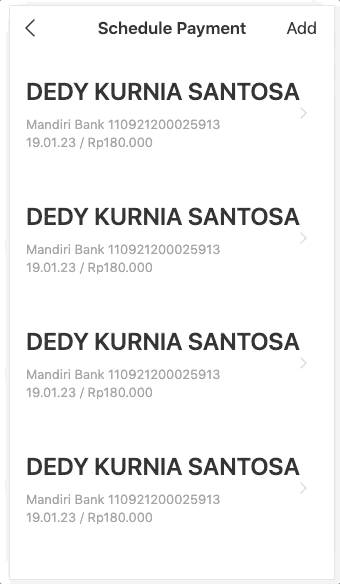 Schedule Payment Add
DEDY KURNIA SANTOSA
Mandiri Bank 110921200025913
19.01.23 / Rp180.000
DEDY KURNIA SANTOSA
Mandiri Bank 110921200025913
19.01.23 / Rp180.000
DEDY KURNIA SANTOSA
Mandiri Bank 110921200025913
19.01.23 / Rp180.000
DEDY KURNIA SANTOSA
Mandiri Bank 110921200025913
19.01.23 / Rp180.000